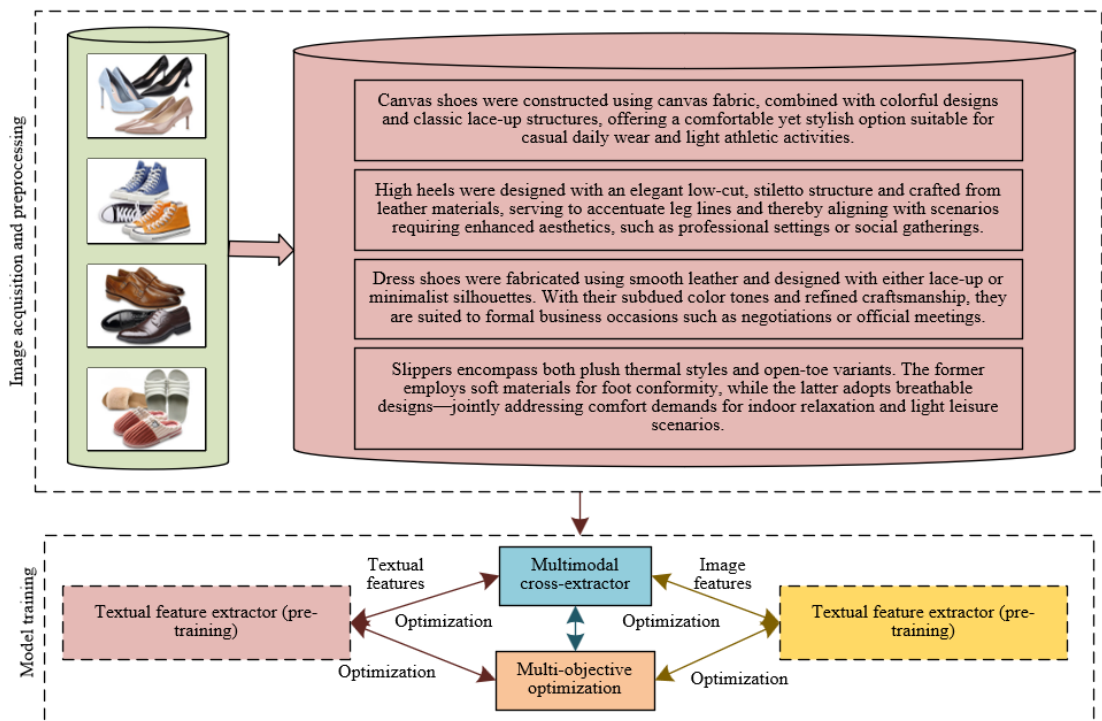 Image acquisition and preprocessing
Canvas shoes were constructed using canvas fabric, combined with colorful designs
and classic lace-up structures, offering a comfortable yet stylish option suitable for
casual daily wear and light athletic activities.
High heels were designed with an elegant low-cut, stiletto structure and crafted from
leather materials, serving to accentuate leg lines and thereby aligning with scenarios
requiring enhanced aesthetics, such as professional settings or social gatherings.
Dress shoes were fabricated using smooth leather and designed with either lace-up or
minimalist silhouettes. With their subdued color tones and refined craftsmanship, they
are suited to formal business occasions such as negotiations or official meetings.
Slippers encompass both plush thermal styles and open-toe variants. The former
employs soft materials for foot conformity, while the latter adopts breathable
designs—jointly addressing comfort demands for indoor relaxation and light leisure
scenarios.
Model training
Textual feature extractor (pre-
training)
Textual
features
Optimization
Optimization
Multimodal
cross-extractor
Multi-objective
optimization
Image
features
Optimization
Optimization
Textual feature extractor (pre-
training)